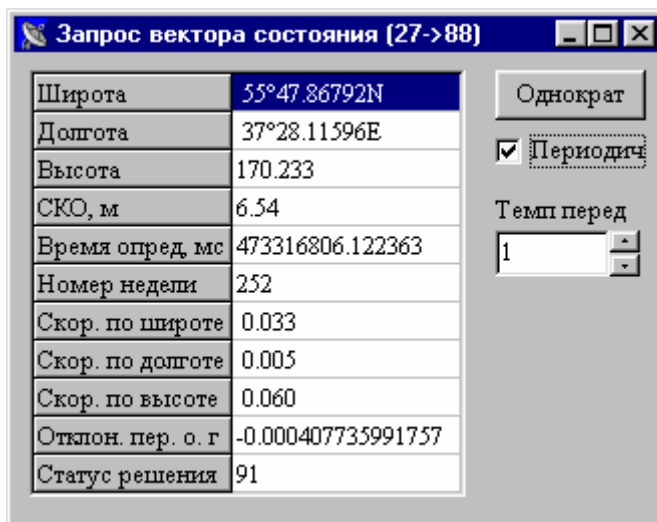 Запрос вектора состояния (27->88)
Широта 55°47.86792N
Долгота 37°28.11596E
Высота 170.233
СКО, м 6.54
Время опред, мс 473316806.122363
Номер недели 252
Скор. по широте 0.033
Скор. по долготе 0.005
Скор. по высоте 0.060
Отклон. пер. о. г -0.000407735991757
Статус решения 91
Однократ
Периодич
Темп перед
1